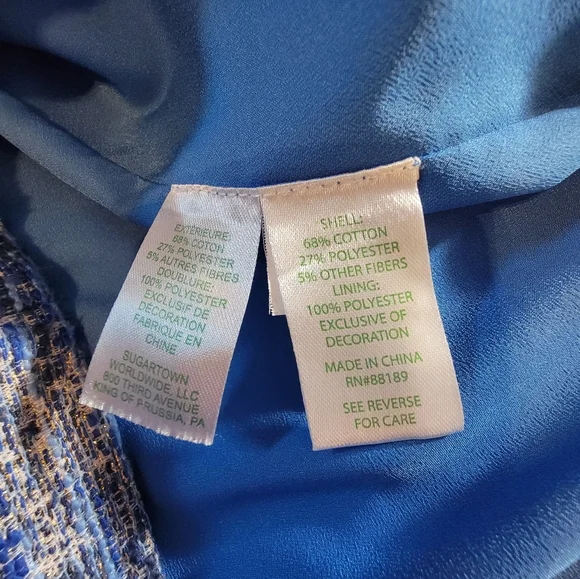 EXTÉRIEURE:
68% COTON
27% POLYESTER
5% AUTRES FIBRES
DOUBLURE:
100% POLYESTER
EXCLUSIF DE
DECORATION
FABRIQUE EN
CHINE
SUGARTOWN
WORLDWIDE, LLC
800 THIRD AVENUE
KING OF PRUSSIA, PA
SHELL:
68% COTTON
27% POLYESTER
5% OTHER FIBERS
LINING:
100% POLYESTER
EXCLUSIVE OF
DECORATION
MADE IN CHINA
RN#88189
SEE REVERSE
FOR CARE